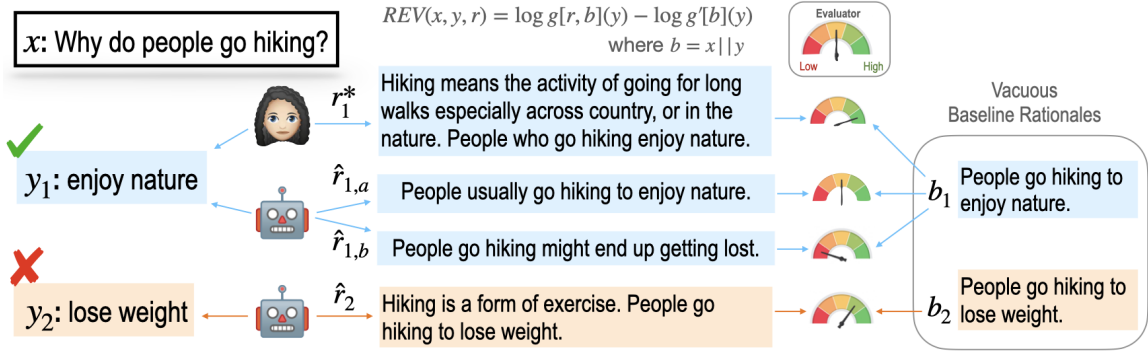 x: Why do people go hiking?
REV(x, y, r) = log g[r, b](y) − log g′[b](y)
where b = x||y
Evaluator
Low
High
Vacuous
Baseline Rationales
r₁*
Hiking means the activity of going for long
walks especially across country, or in the
nature. People who go hiking enjoy nature.
y₁: enjoy nature
r̂₁,ₐ
People usually go hiking to enjoy nature.
b₁
People go hiking to
enjoy nature.
r̂₁,b
People go hiking might end up getting lost.
y₂: lose weight
r̂₂
Hiking is a form of exercise. People go
hiking to lose weight.
b₂
People go hiking to
lose weight.